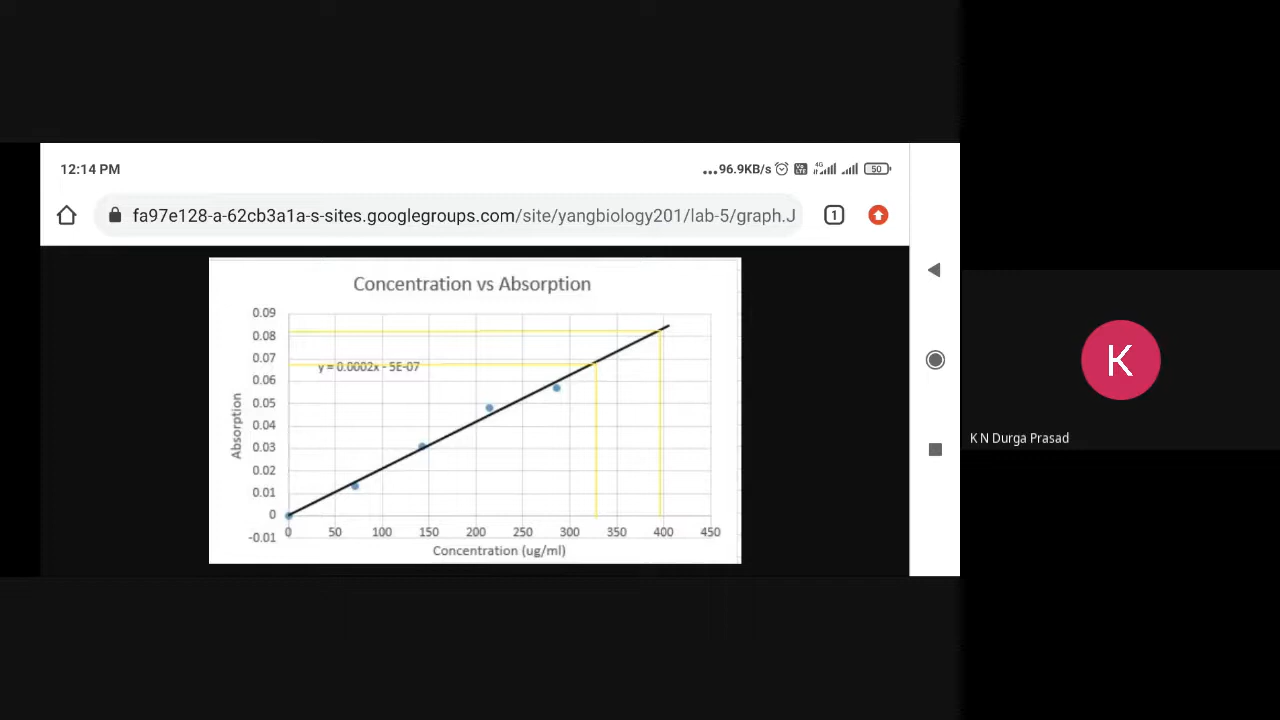 12:14 PM
...96.9KB/s 4G 50
fa97e128-a-62cb3a1a-s-sites.googlegroups.com/site/yangbiology201/lab-5/graph.J
1
Concentration vs Absorption
0.09
0.08
0.07
y = 0.0002x - 5E-07
0.06
0.05
0.04
0.03
0.02
0.01
0
-0.01
Absorption
0 50 100 150 200 250 300 350 400 450
Concentration (ug/ml)
K
K N Durga Prasad